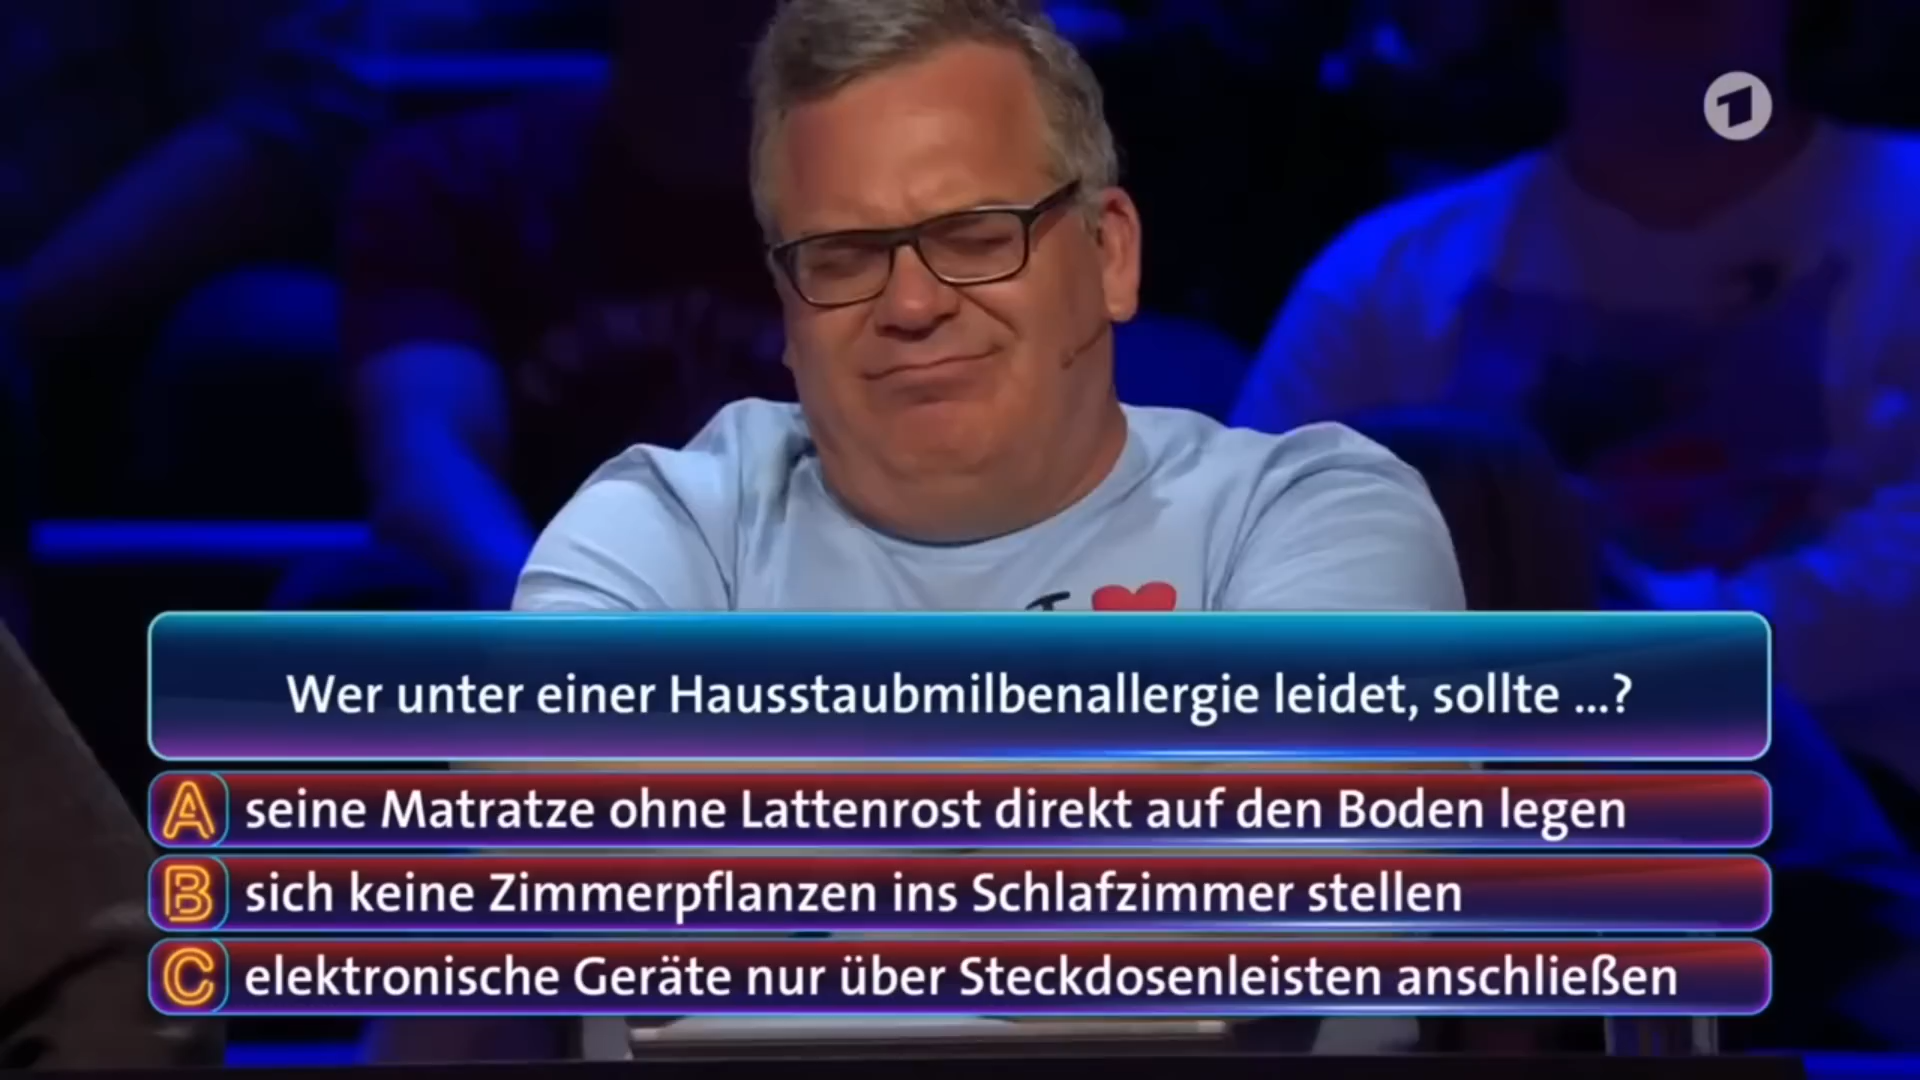 I
Wer unter einer Hausstaubmilbenallergie leidet, sollte ...?
A seine Matratze ohne Lattenrost direkt auf den Boden legen
B sich keine Zimmerpflanzen ins Schlafzimmer stellen
C elektronische Geräte nur über Steckdosenleisten anschließen